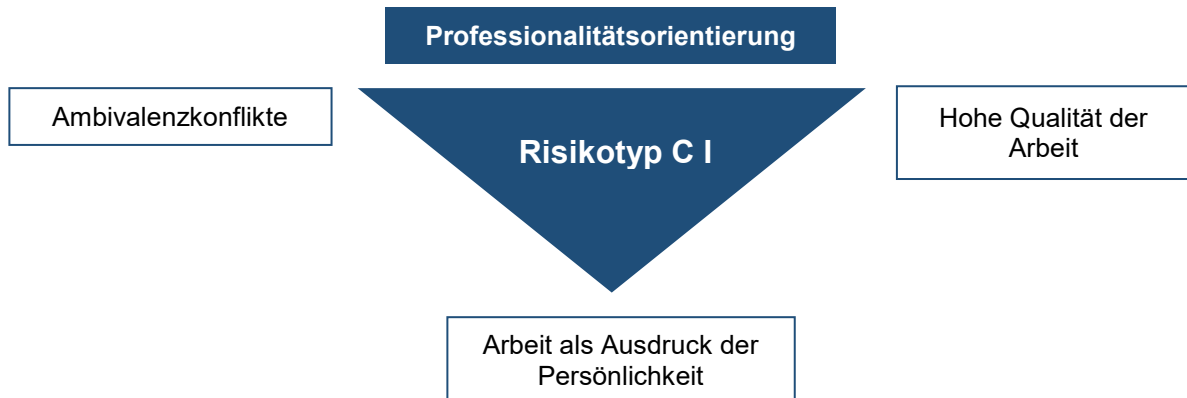 Professionalitätsorientierung
Ambivalenzkonflikte
Risikotyp C I
Hohe Qualität der
Arbeit
Arbeit als Ausdruck der
Persönlichkeit